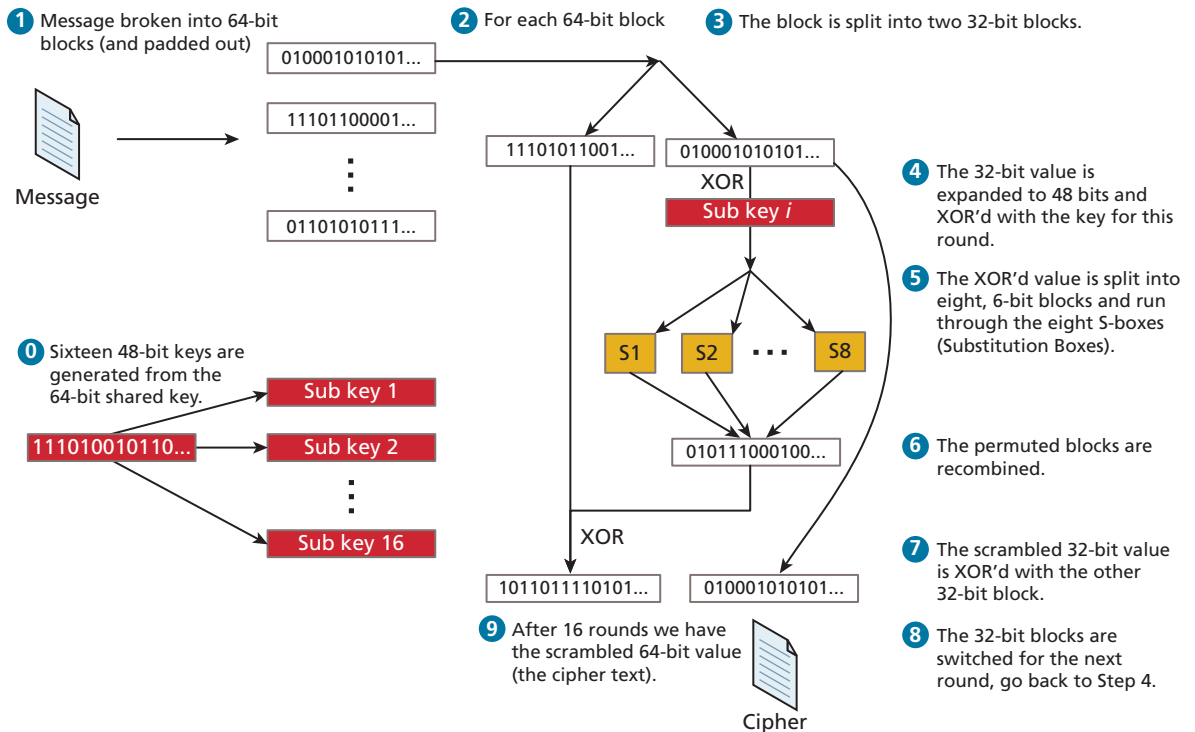 1 Message broken into 64-bit
blocks (and padded out)
2 For each 64-bit block
3 The block is split into two 32-bit blocks.
010001010101...
11101100001...
01101010111...
Message
11101011001...
010001010101...
XOR
Sub key i
4 The 32-bit value is
expanded to 48 bits and
XOR'd with the key for this
round.
5 The XOR'd value is split into
eight, 6-bit blocks and run
through the eight S-boxes
(Substitution Boxes).
S1
S2
...
S8
0 Sixteen 48-bit keys are
generated from the
64-bit shared key.
111010010110...
Sub key 1
Sub key 2
Sub key 16
010111000100...
6 The permuted blocks are
recombined.
XOR
7 The scrambled 32-bit value
is XOR'd with the other
32-bit block.
1011011110101...
010001010101...
9 After 16 rounds we have
the scrambled 64-bit value
(the cipher text).
8 The 32-bit blocks are
switched for the next
round, go back to Step 4.
Cipher